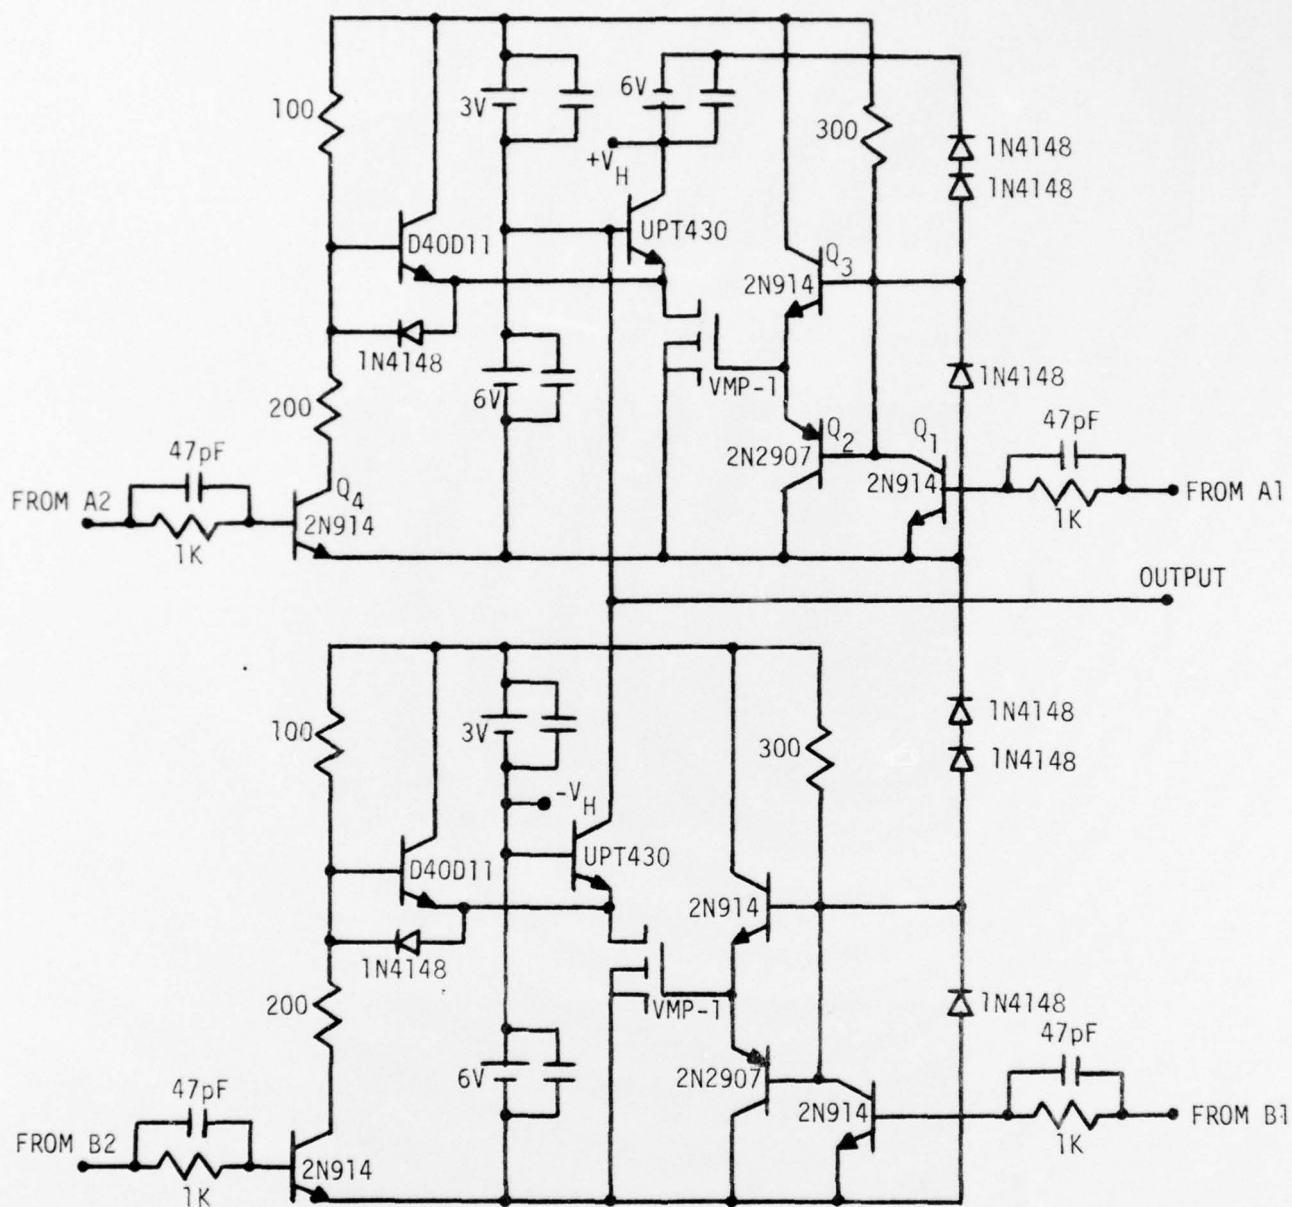 100
3V
6V
+V
H
300
1N4148
1N4148
D40D11
UPT430
Q
3
2N914
1N4148
VMP-1
1N4148
200
6V
47pF
Q
2
2N2907
Q
1
2N914
47pF
FROM A2
Q
4
2N914
1K
FROM A1
1K
OUTPUT
100
3V
300
1N4148
1N4148
-V
H
D40D11
UPT430
2N914
1N4148
VMP-1
1N4148
200
6V
47pF
2N2907
2N914
47pF
FROM B2
2N914
1K
FROM B1
1K